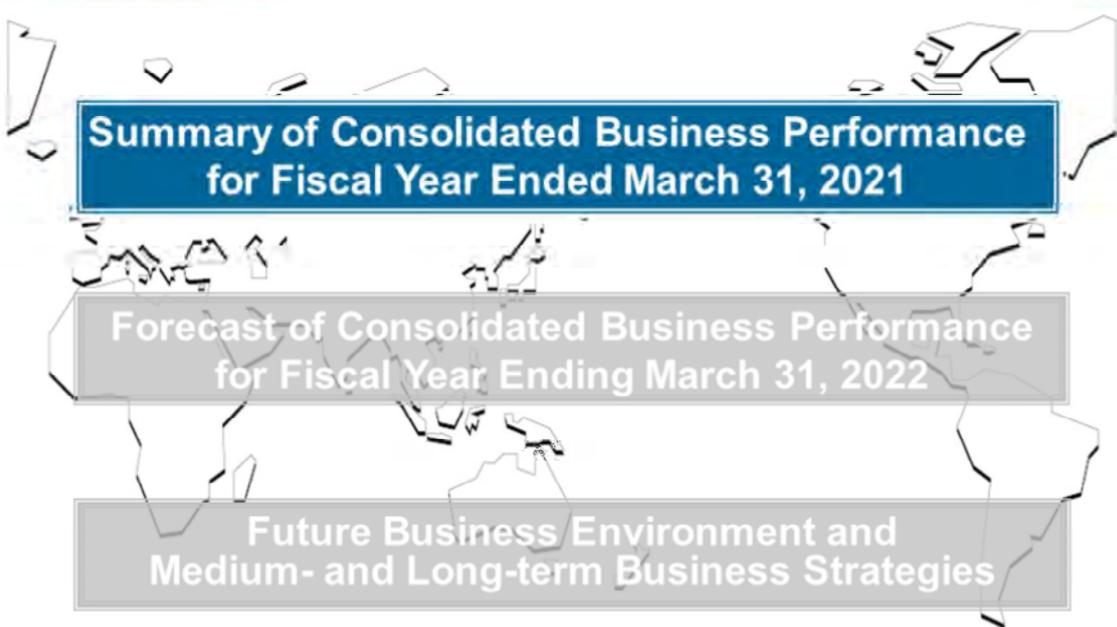 Summary of Consolidated Business Performance
for Fiscal Year Ended March 31, 2021
Forecast of Consolidated Business Performance
for Fiscal Year Ending March 31, 2022
Future Business Environment and
Medium- and Long-term Business Strategies